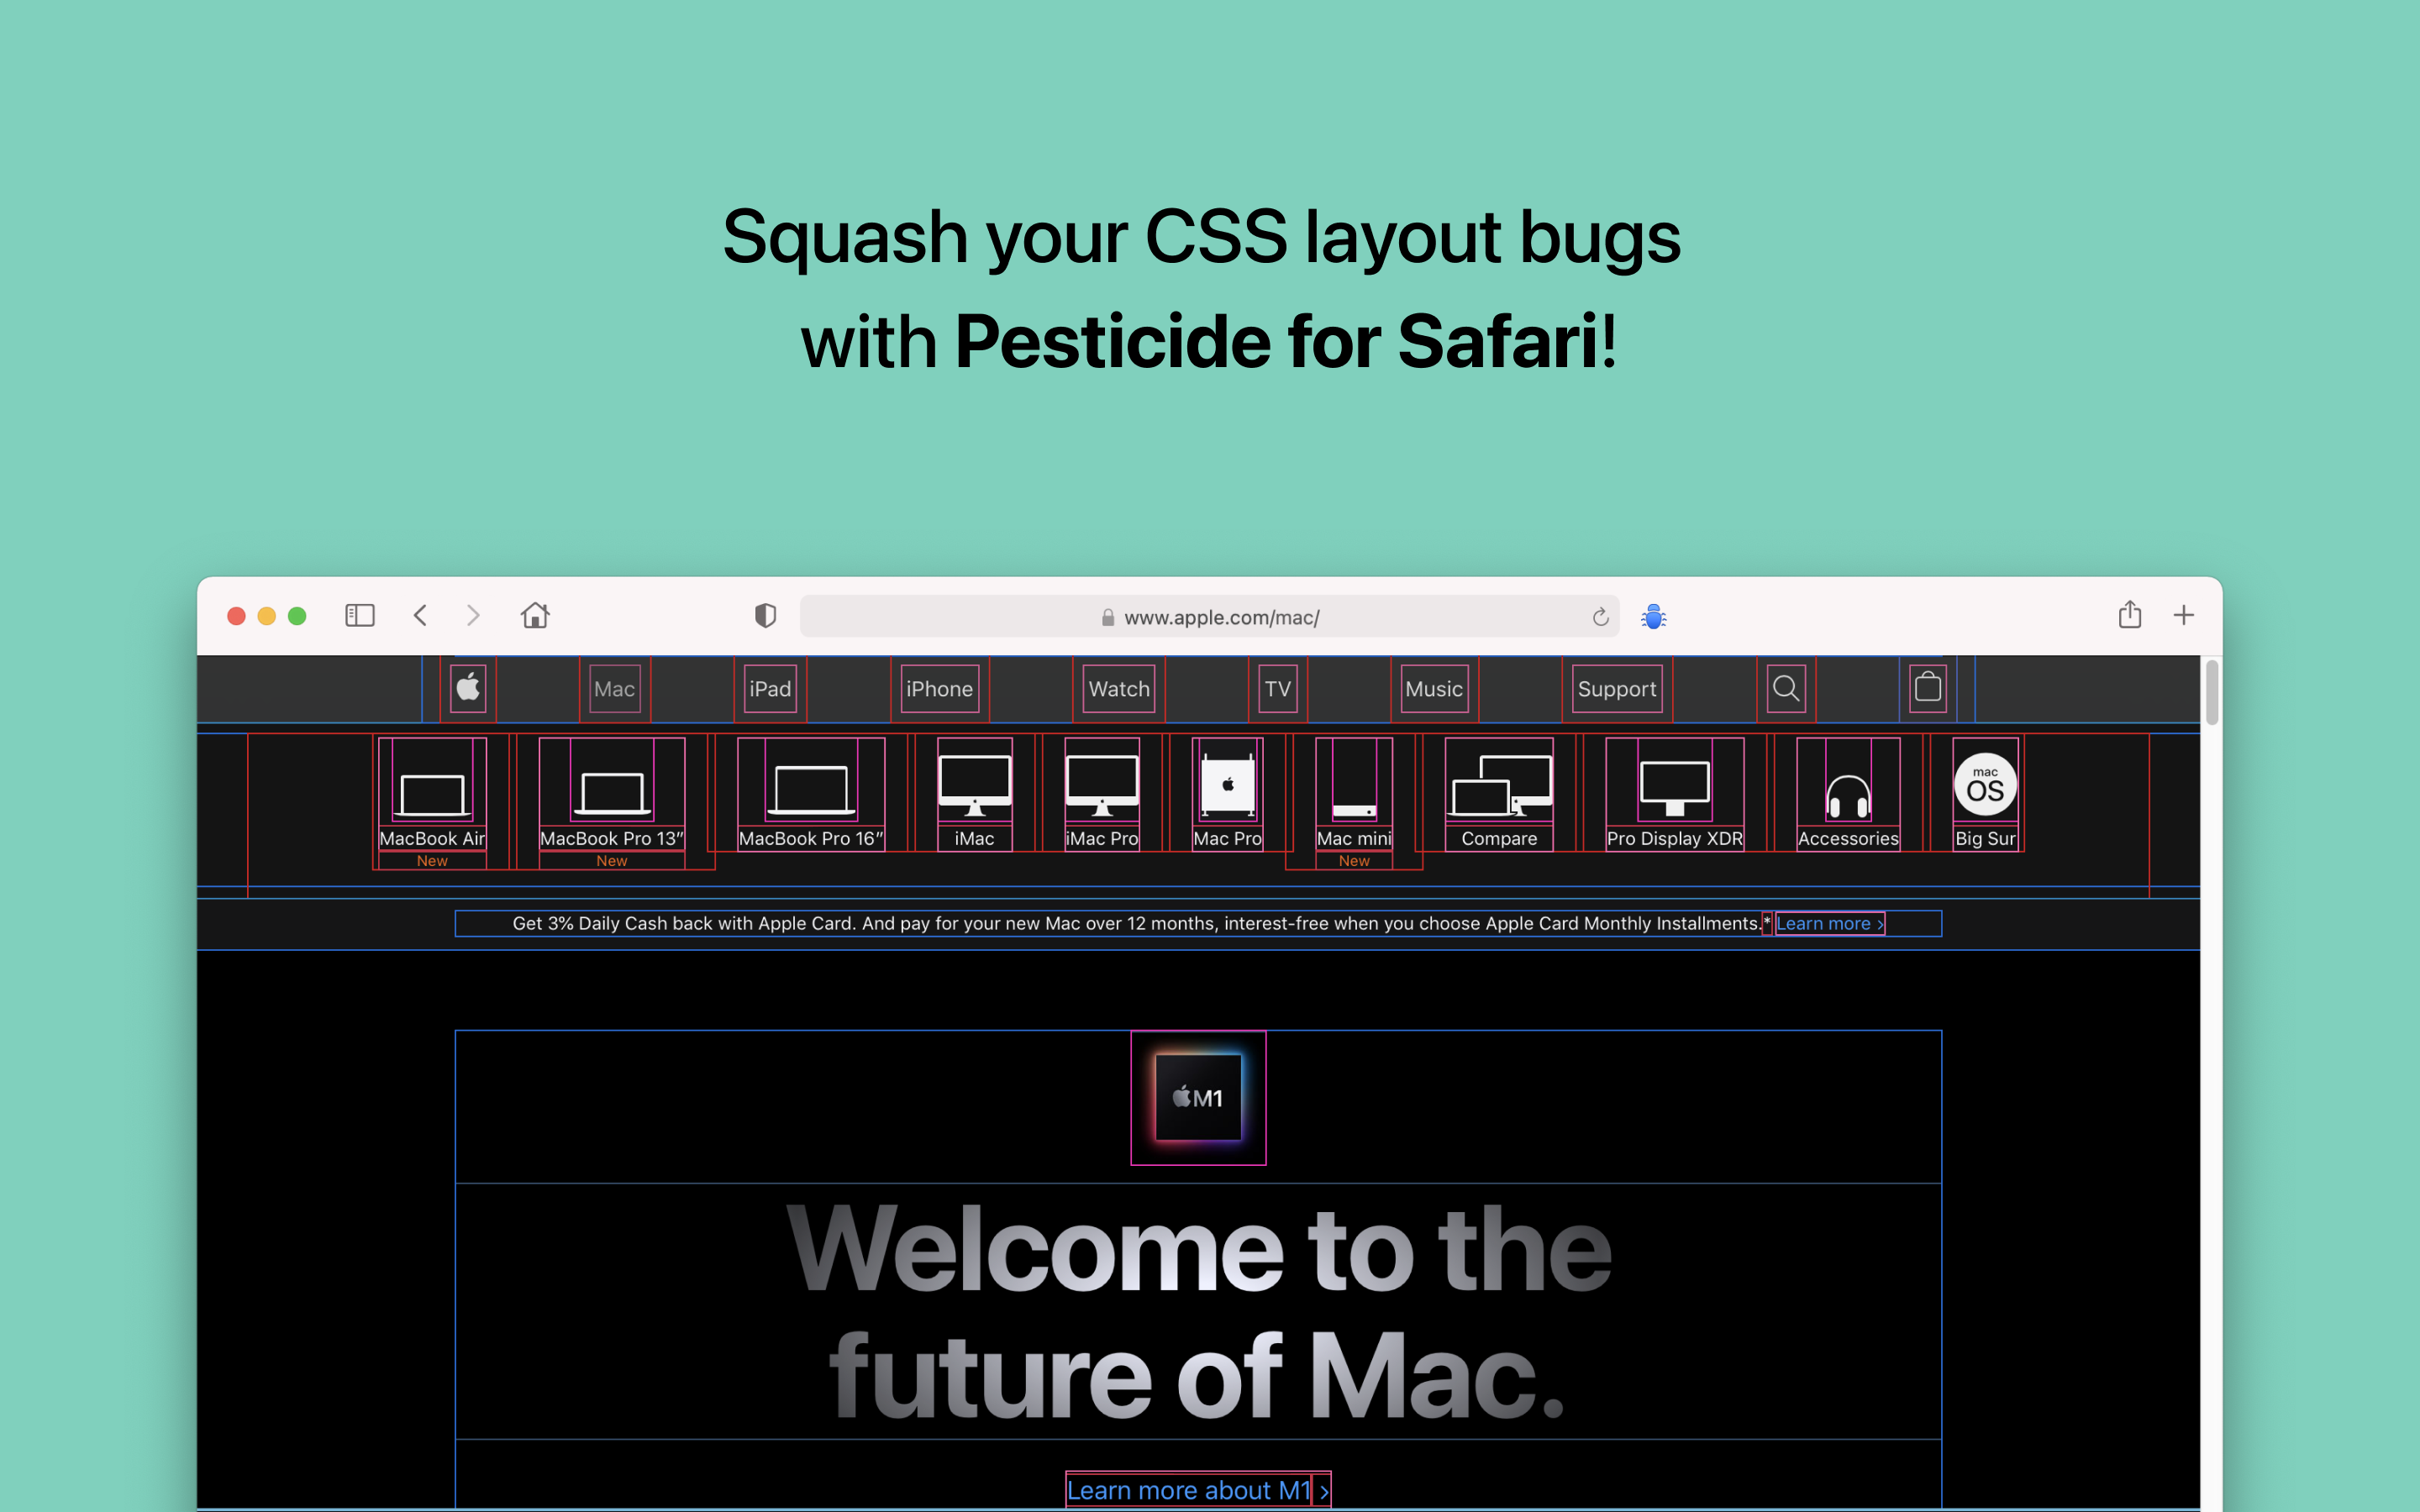 Squash your CSS layout bugs
with Pesticide for Safari!
www.apple.com/mac/
Mac iPad iPhone Watch TV Music Support
mac
OS
MacBook Air MacBook Pro 13” MacBook Pro 16” iMac iMac Pro Mac Pro Mac mini Compare Pro Display XDR Accessories Big Sur
New New New
Get 3% Daily Cash back with Apple Card. And pay for your new Mac over 12 months, interest-free when you choose Apple Card Monthly Installments.* Learn more ›
M1
Welcome to the
future of Mac.
Learn more about M1 ›